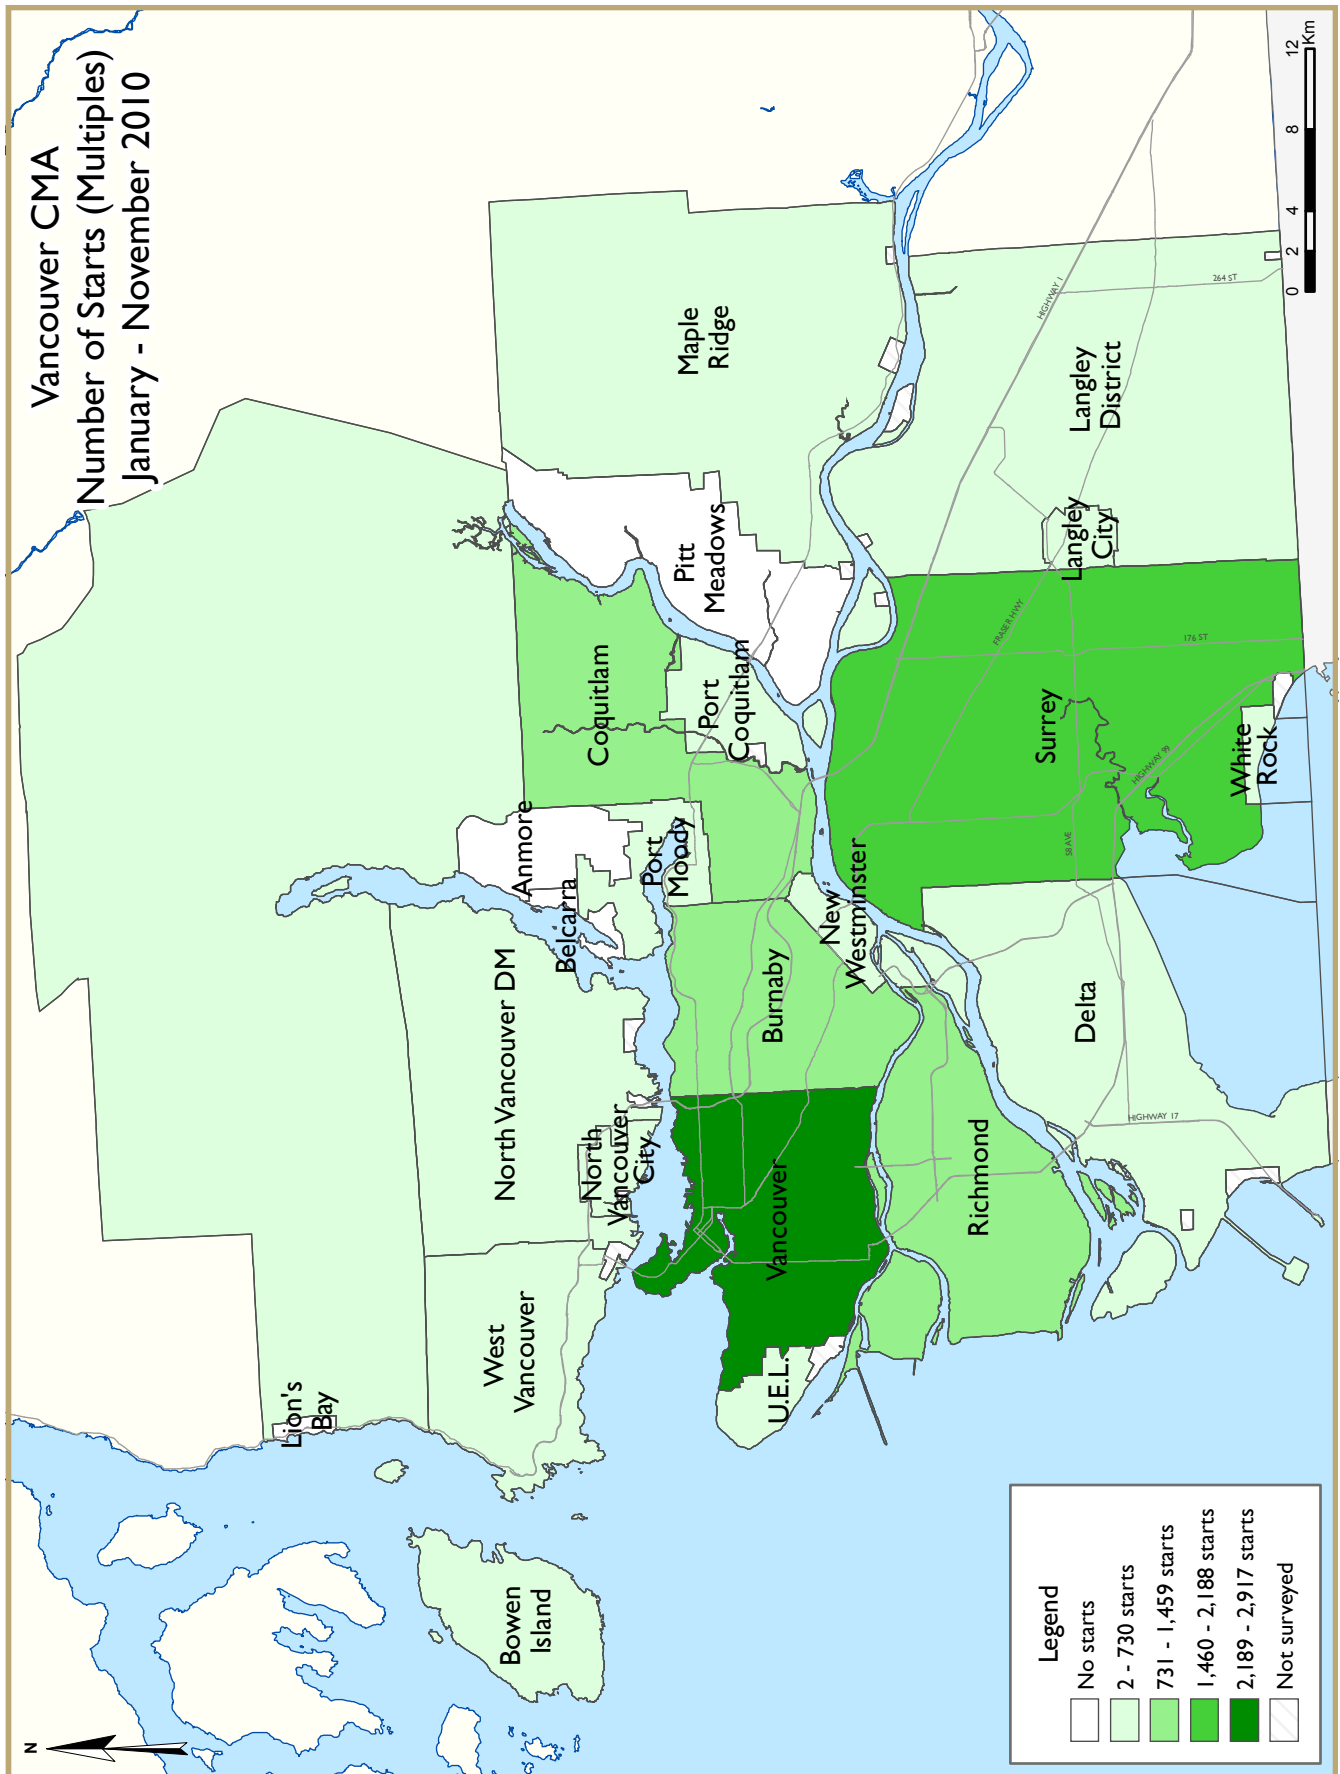 Vancouver CMA
Number of Starts (Multiples)
January - November 2010
N
Lion's
Bay
Bowen
Island
West
Vancouver
North Vancouver DM
North
Vancouver
City
Belcarra
Anmore
Port
Moody
Coquitlam
Port
Coquitlam
Pitt
Meadows
Maple
Ridge
U.E.L.
Vancouver
Burnaby
New
Westminster
Richmond
Delta
Surrey
White
Rock
Langley
City
Langley
District
HIGHWAY 1
264 ST
FRASER HWY
176 ST
HIGHWAY 99
58 AVE
HIGHWAY 17
Legend
No starts
2 - 730 starts
731 - 1,459 starts
1,460 - 2,188 starts
2,189 - 2,917 starts
Not surveyed
0 2 4 8 12
Km